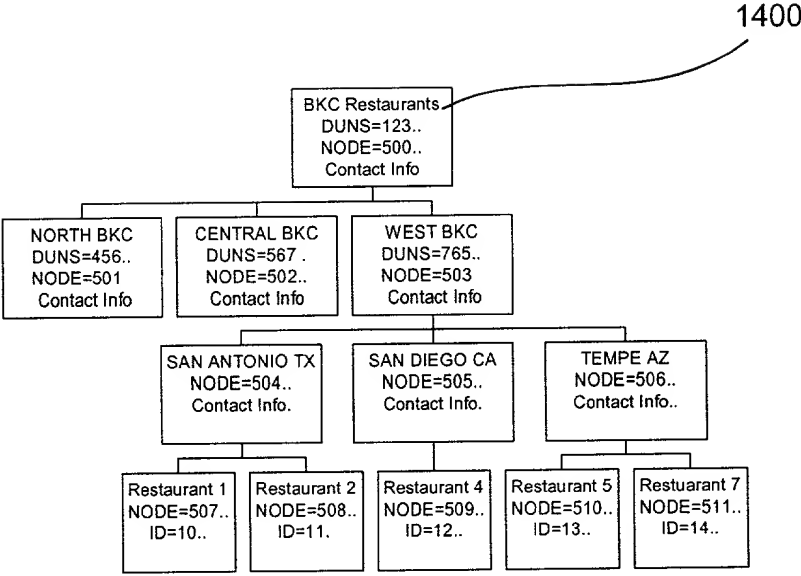 1400
BKC Restaurants
DUNS=123..
NODE=500..
Contact Info
NORTH BKC
DUNS=456..
NODE=501
Contact Info
CENTRAL BKC
DUNS=567 .
NODE=502..
Contact Info
WEST BKC
DUNS=765..
NODE=503
Contact Info
SAN ANTONIO TX
NODE=504..
Contact Info.
SAN DIEGO CA
NODE=505..
Contact Info.
TEMPE AZ
NODE=506..
Contact Info..
Restaurant 1
NODE=507..
ID=10..
Restaurant 2
NODE=508..
ID=11.
Restaurant 4
NODE=509..
ID=12..
Restaurant 5
NODE=510..
ID=13..
Restuarant 7
NODE=511..
ID=14..